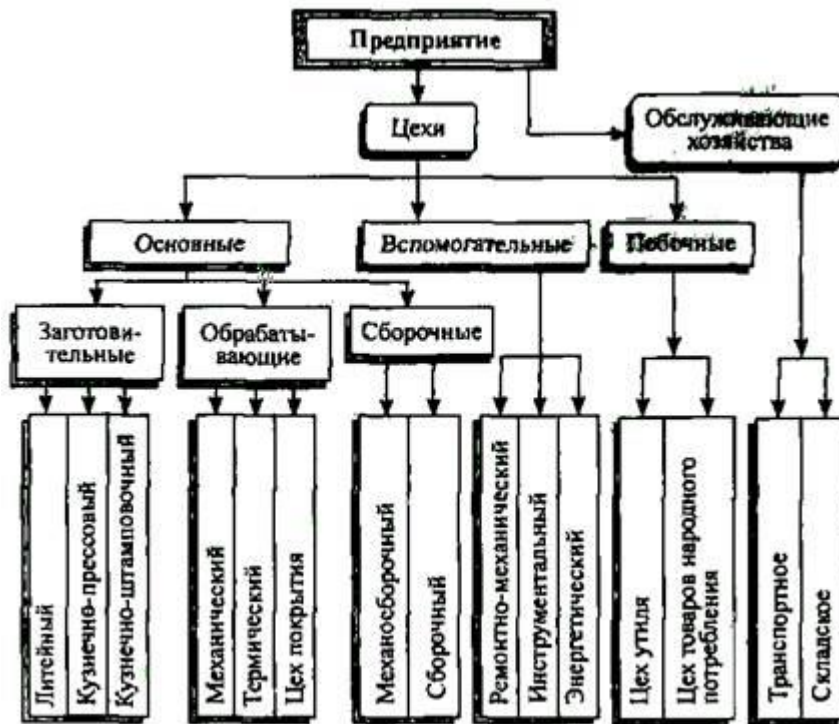 Предприятие
Цехи
Обслуживающие
хозяйства
Основные
Вспомогательные
Побочные
Заготови-
тельные
Обрабаты-
вающие
Сборочные
Литейный
Кузнечно-прессовый
Кузнечно-штамповочный
Механический
Термический
Цех покрытия
Механосборочный
Сборочный
Ремонтно-механический
Инструментальный
Энергетический
Цех утиля
Цех товаров народного
потребления
Транспортное
Складское